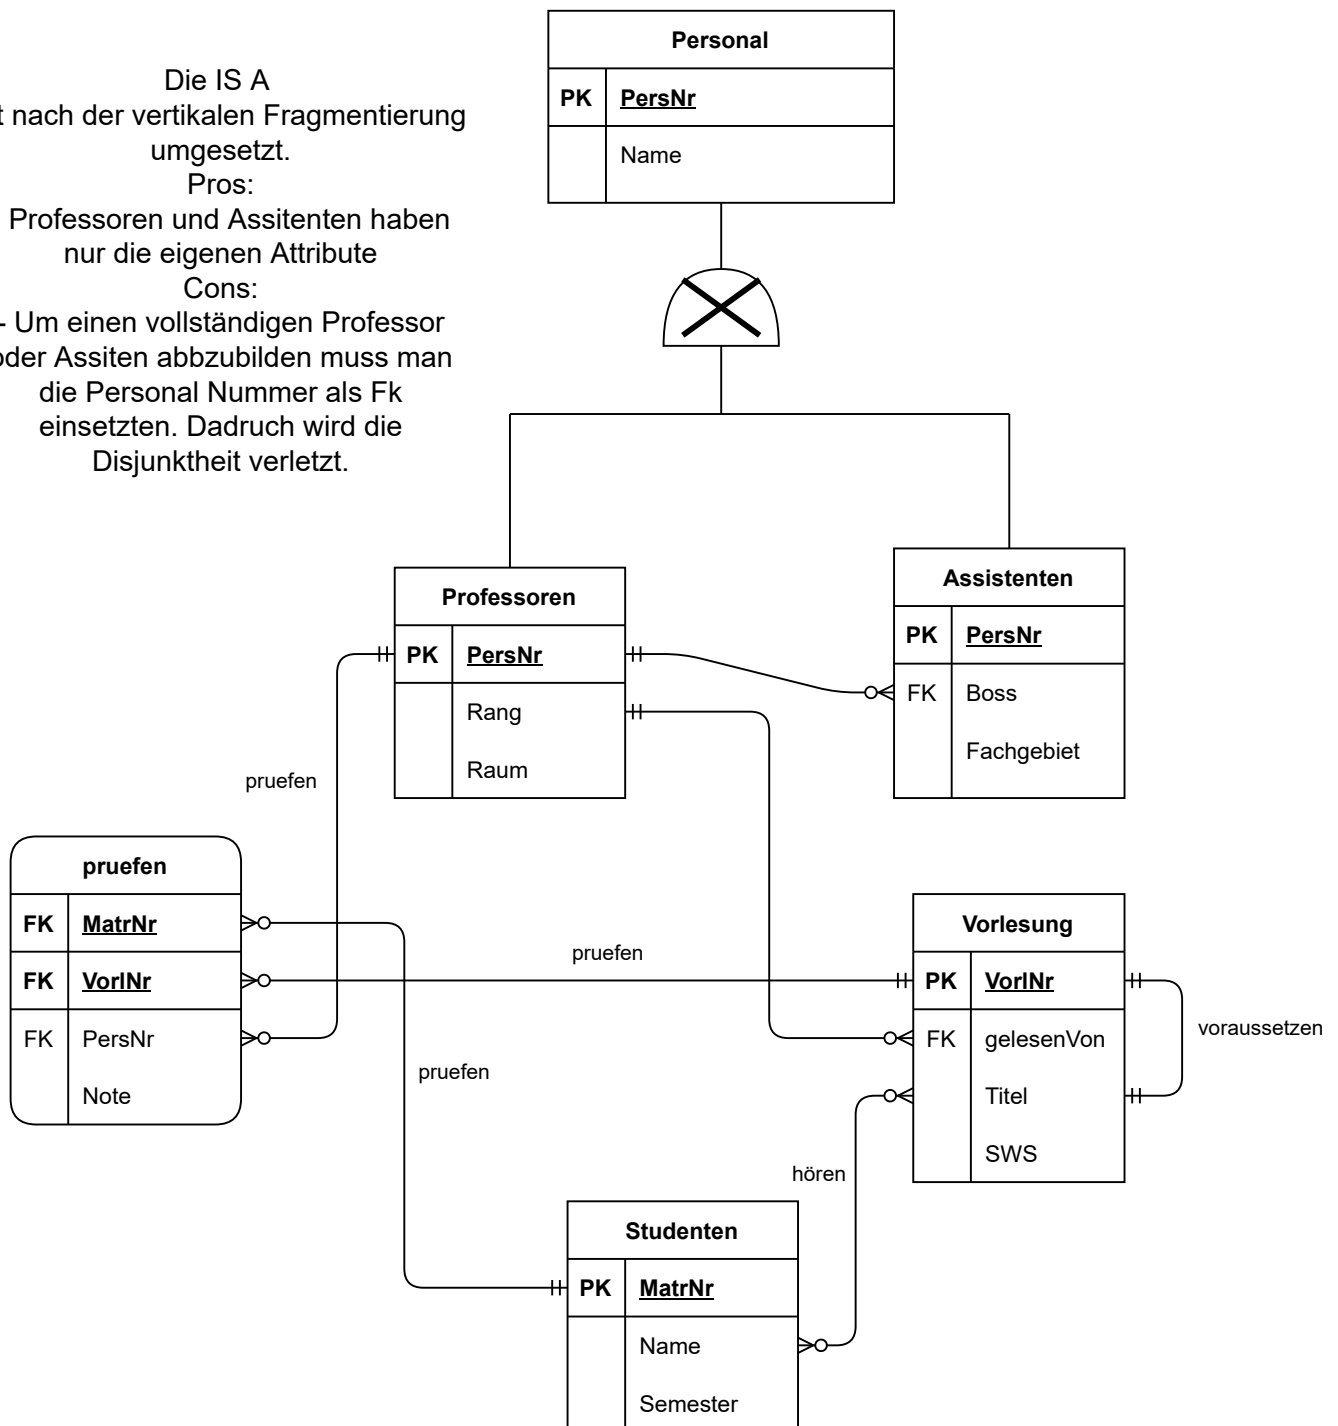 Die IS A
t nach der vertikalen Fragmentierung
umgesetzt.
Pros:
Professoren und Assitenten haben
nur die eigenen Attribute
Cons:
- Um einen vollständigen Professor
oder Assiten abbzubilden muss man
die Personal Nummer als Fk
einsetzten. Dadruch wird die
Disjunktheit verletzt.
Personal
PK PersNr
Name
Professoren
PK PersNr
Rang
Raum
Assistenten
PK PersNr
FK Boss
Fachgebiet
pruefen
pruefen
FK MatrNr
FK VorlNr
FK PersNr
Note
pruefen
pruefen
Vorlesung
PK VorlNr
FK gelesenVon
Titel
SWS
voraussetzen
hören
Studenten
PK MatrNr
Name
Semester